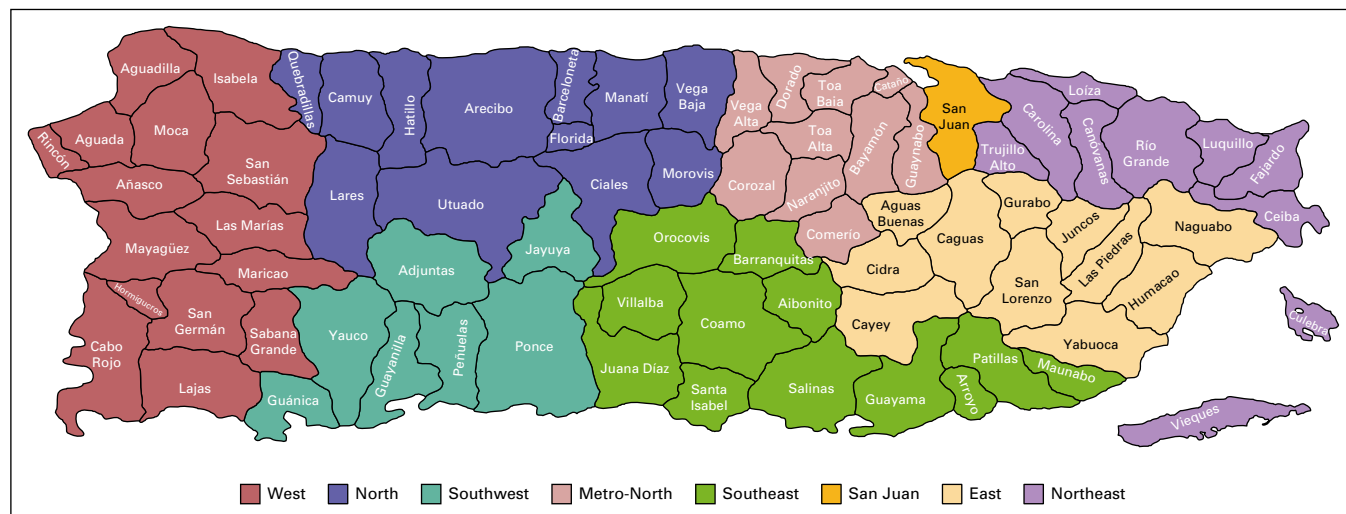 Aguadilla
Isabela
Quebradillas
Camuy
Hatillo
Arecibo
Barceloneta
Florida
Manatí
Vega
Baja
Vega
Alta
Dorado
Toa
Baia
Cataño
Toa
Alta
Bayamón
Guaynabo
San
Juan
Loíza
Carolina
Canóvanas
Trujillo
Alto
Río
Grande
Luquillo
Fajardo
Ceiba
Rincón
Aguada
Moca
San
Sebastián
Añasco
Las Marías
Mayagüez
Maricao
Lares
Utuado
Ciales
Morovis
Corozal
Naranjito
Comerío
Aguas
Buenas
Caguas
Gurabo
Juncos
Las Piedras
Naguabo
Humacao
San
Lorenzo
Cidra
Cayey
Yabuoca
Orocovis
Barranquitas
Jayuya
Adjuntas
Villalba
Coamo
Aibonito
Hormigucros
San
Germán
Sabana
Grande
Cabo
Rojo
Lajas
Yauco
Guánica
Guayanilla
Peñuelas
Ponce
Juana Díaz
Santa
Isabel
Salinas
Guayama
Arroyo
Patillas
Maunabo
Culebra
Vieques
West
North
Southwest
Metro-North
Southeast
San Juan
East
Northeast